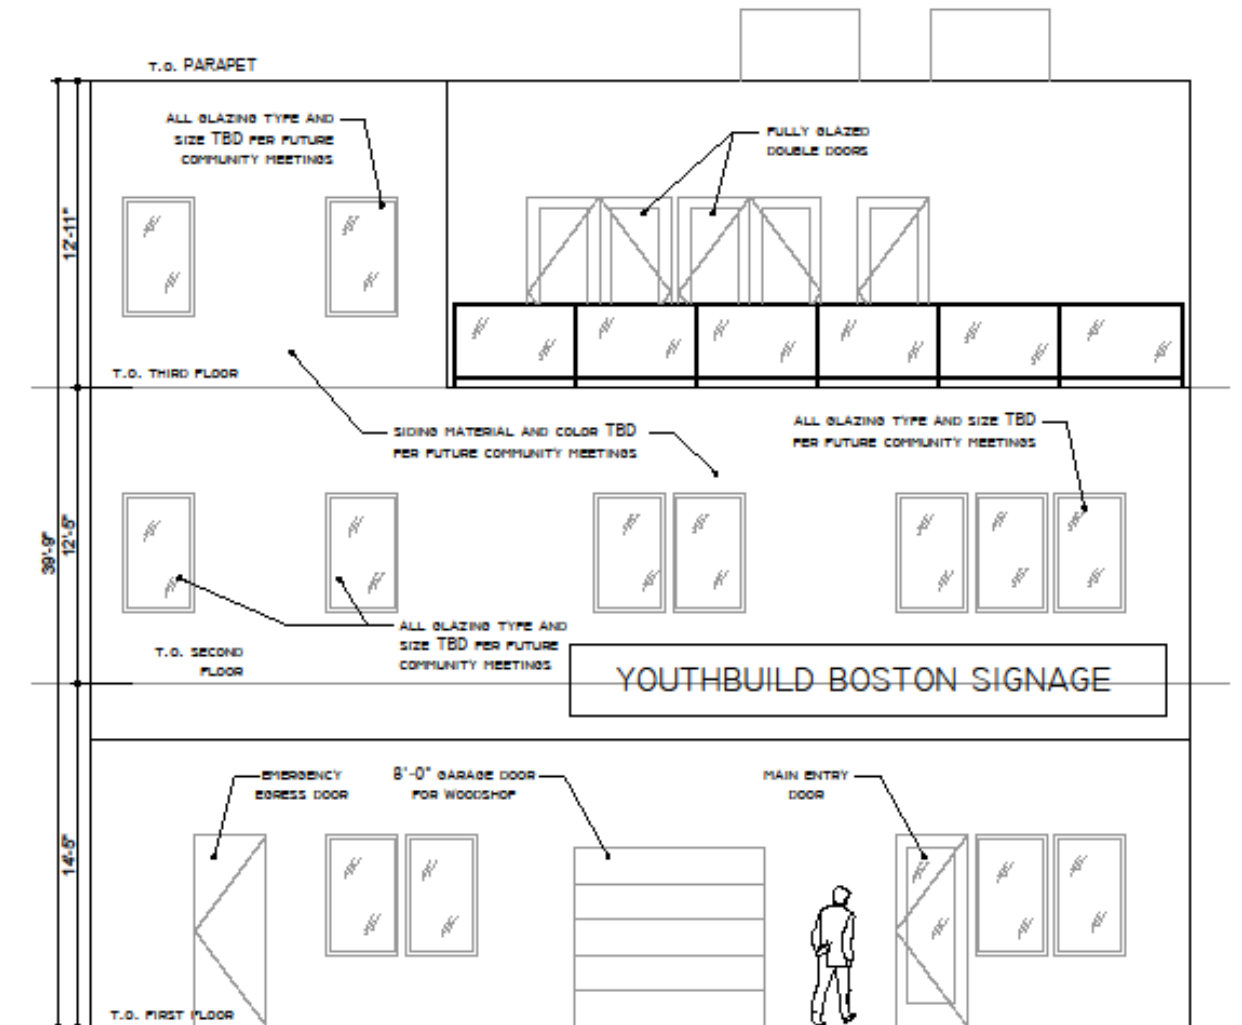 T.O. PARAPET
ALL GLAZING TYPE AND
SIZE TBD PER FUTURE
COMMUNITY MEETINGS
FULLY GLAZED
DOUBLE DOORS
12'-11"
T.O. THIRD FLOOR
SIDING MATERIAL AND COLOR TBD
PER FUTURE COMMUNITY MEETINGS
ALL GLAZING TYPE AND SIZE TBD
PER FUTURE COMMUNITY MEETINGS
39'-9"
12'-5"
ALL GLAZING TYPE AND
SIZE TBD PER FUTURE
COMMUNITY MEETINGS
T.O. SECOND
FLOOR
YOUTHBUILD BOSTON SIGNAGE
EMERGENCY
EGRESS DOOR
8'-0" GARAGE DOOR
FOR WOODSHOP
MAIN ENTRY
DOOR
14'-5"
T.O. FIRST FLOOR